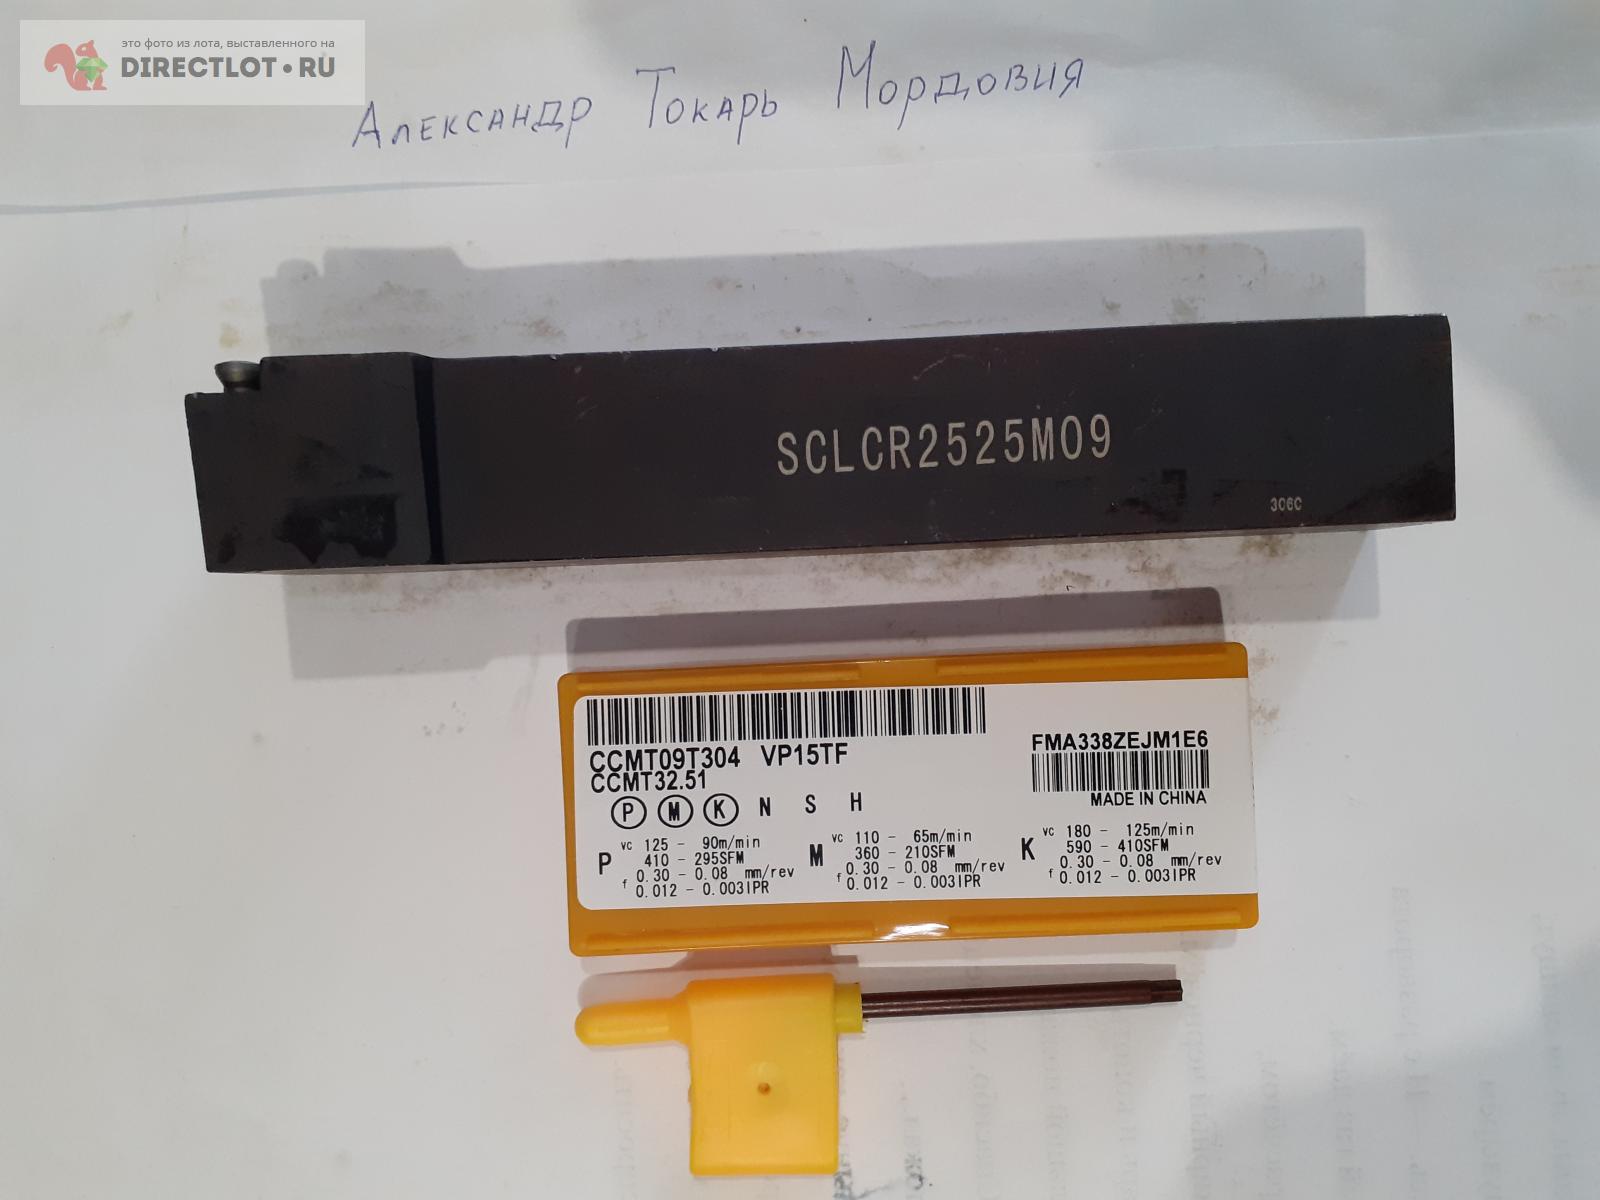 это фото из лота, выставленного на
DIRECTLOT.RU
Александр Токарь Мордовия
SCLCR2525M09
306C
CCMT09T304 VP15TF
CCMT32.51
FMA338ZEJM1E6
MADE IN CHINA
P M K N S H
P vc 125 - 90m/min
410 - 295SFM
f 0.30 - 0.08 mm/rev
0.012 - 0.003IPR
M vc 110 - 65m/min
360 - 210SFM
f 0.30 - 0.08 mm/rev
0.012 - 0.003IPR
K vc 180 - 125m/min
590 - 410SFM
f 0.30 - 0.08 mm/rev
0.012 - 0.003IPR